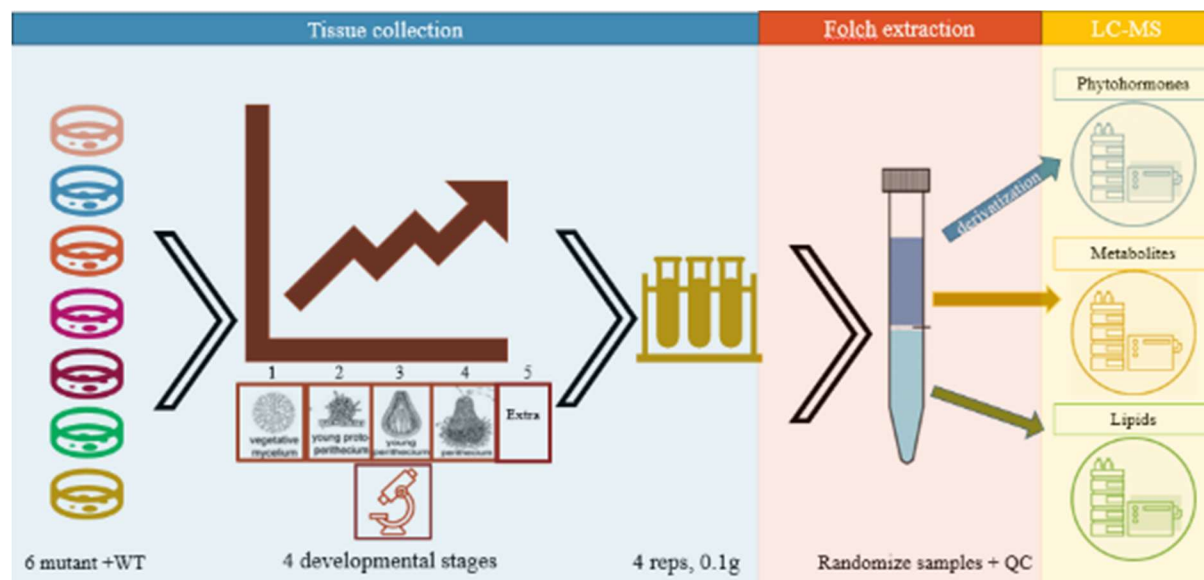 Tissue collection
Folch extraction
LC-MS
Phytohormones
derivatization
Metabolites
Lipids
1 2 3 4 5
vegetative
mycelium
young proto-
perithecium
young
perithecium
perithecium
Extra
6 mutant +WT
4 developmental stages
4 reps, 0.1g
Randomize samples + QC